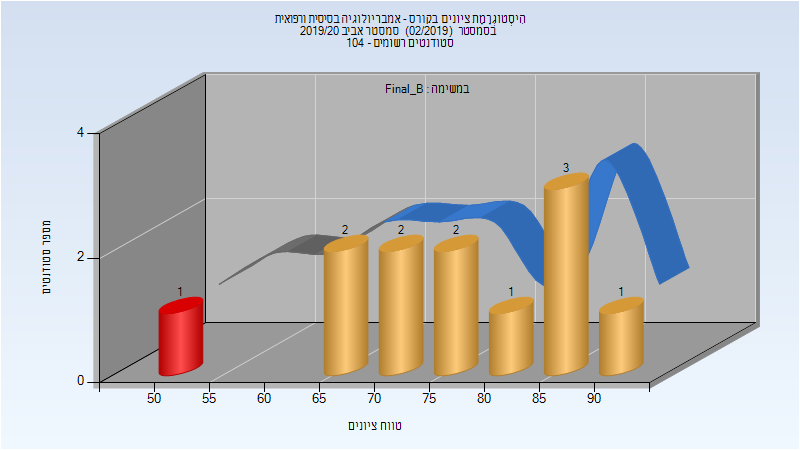 היסטוגרמת ציונים בקורס - אמבריולוגיה בסיסית ורפואית
בסמסטר (02/2019) סמסטר אביב 2019/20
סטודנטים רשומים - 104
במשימה : Final_B
מספר סטודנטים
4
2
0
1
2
2
2
1
3
1
50 55 60 65 70 75 80 85 90
טווח ציונים